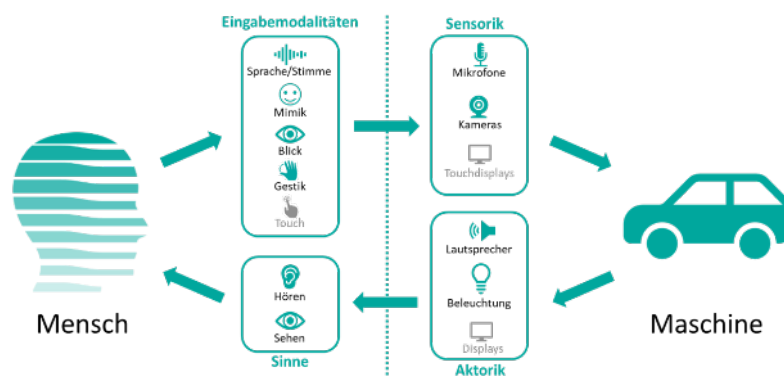 Eingabemodalitäten
Sprache/Stimme
Mimik
Blick
Gestik
Touch
Sensorik
Mikrofone
Kameras
Touchdisplays
Mensch
Maschine
Hören
Sehen
Sinne
Lautsprecher
Beleuchtung
Displays
Aktorik